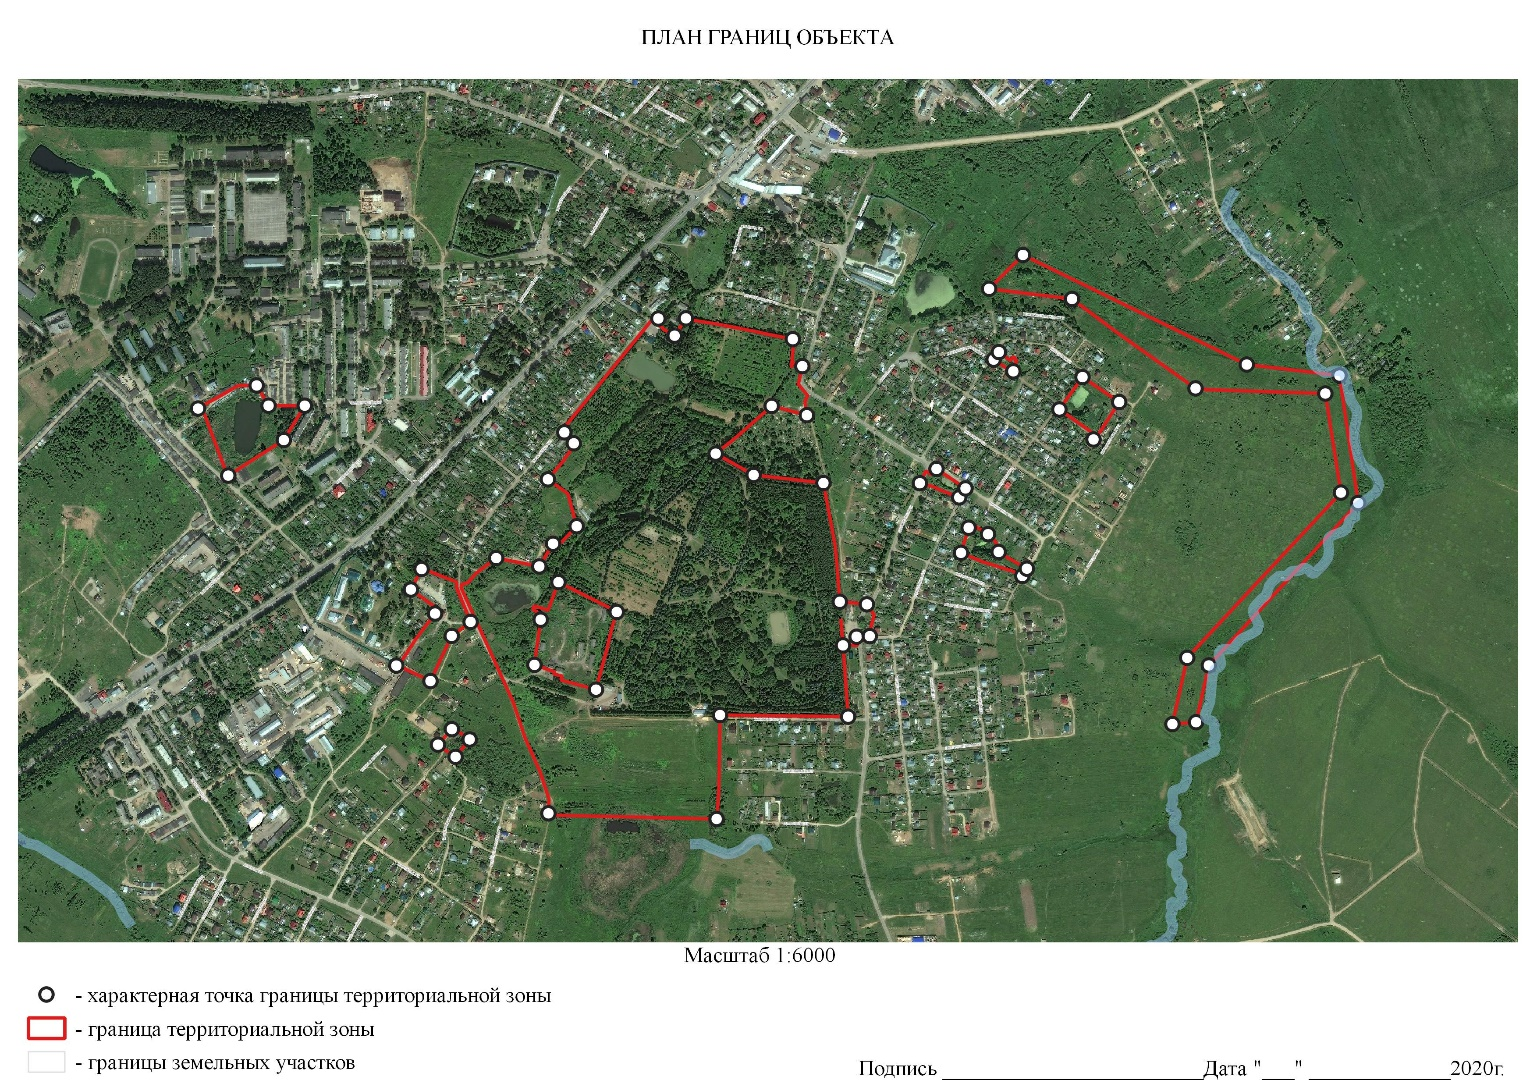 ПЛАН ГРАНИЦ ОБЪЕКТА
Масштаб 1:6000
- характерная точка границы территориальной зоны
- граница территориальной зоны
- границы земельных участков
Подпись ________________________Дата "___" _____________2020г.